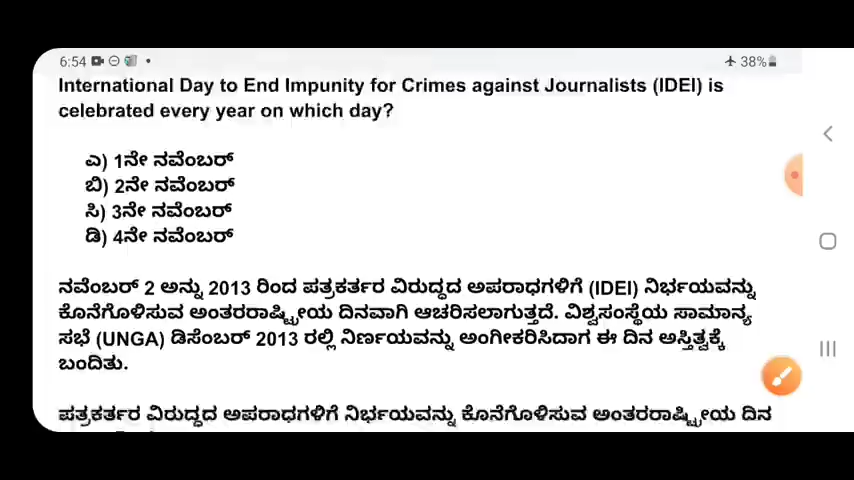 6:54
38%
International Day to End Impunity for Crimes against Journalists (IDEI) is
celebrated every year on which day?
ಎ) 1ನೇ ನವೆಂಬರ್
ಬಿ) 2ನೇ ನವೆಂಬರ್
ಸಿ) 3ನೇ ನವೆಂಬರ್
ಡಿ) 4ನೇ ನವೆಂಬರ್
ನವೆಂಬರ್ 2 ಅನ್ನು 2013 ರಿಂದ ಪತ್ರಕರ್ತರ ವಿರುದ್ಧದ ಅಪರಾಧಗಳಿಗೆ (IDEI) ನಿರ್ಭಯವನ್ನು
ಕೊನೆಗೊಳಿಸುವ ಅಂತರರಾಷ್ಟ್ರೀಯ ದಿನವಾಗಿ ಆಚರಿಸಲಾಗುತ್ತದೆ. ವಿಶ್ವಸಂಸ್ಥೆಯ ಸಾಮಾನ್ಯ
ಸಭೆ (UNGA) ಡಿಸೆಂಬರ್ 2013 ರಲ್ಲಿ ನಿರ್ಣಯವನ್ನು ಅಂಗೀಕರಿಸಿದಾಗ ಈ ದಿನ ಅಸ್ತಿತ್ವಕ್ಕೆ
ಬಂದಿತು.
ಪತ್ರಕರ್ತರ ವಿರುದ್ಧದ ಅಪರಾಧಗಳಿಗೆ ನಿರ್ಭಯವನ್ನು ಕೊನೆಗೊಳಿಸುವ ಅಂತರರಾಷ್ಟ್ರೀಯ ದಿನ